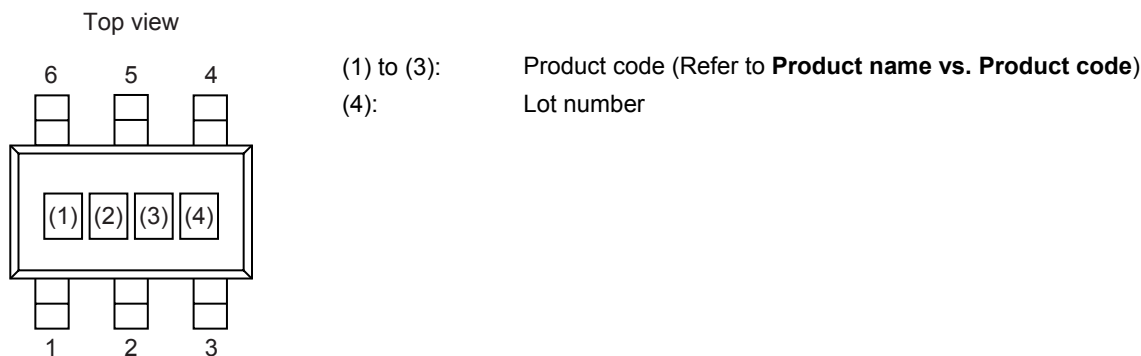 Top view
6 5 4
(1) (2) (3) (4)
1 2 3
(1) to (3): Product code (Refer to Product name vs. Product code)
(4): Lot number